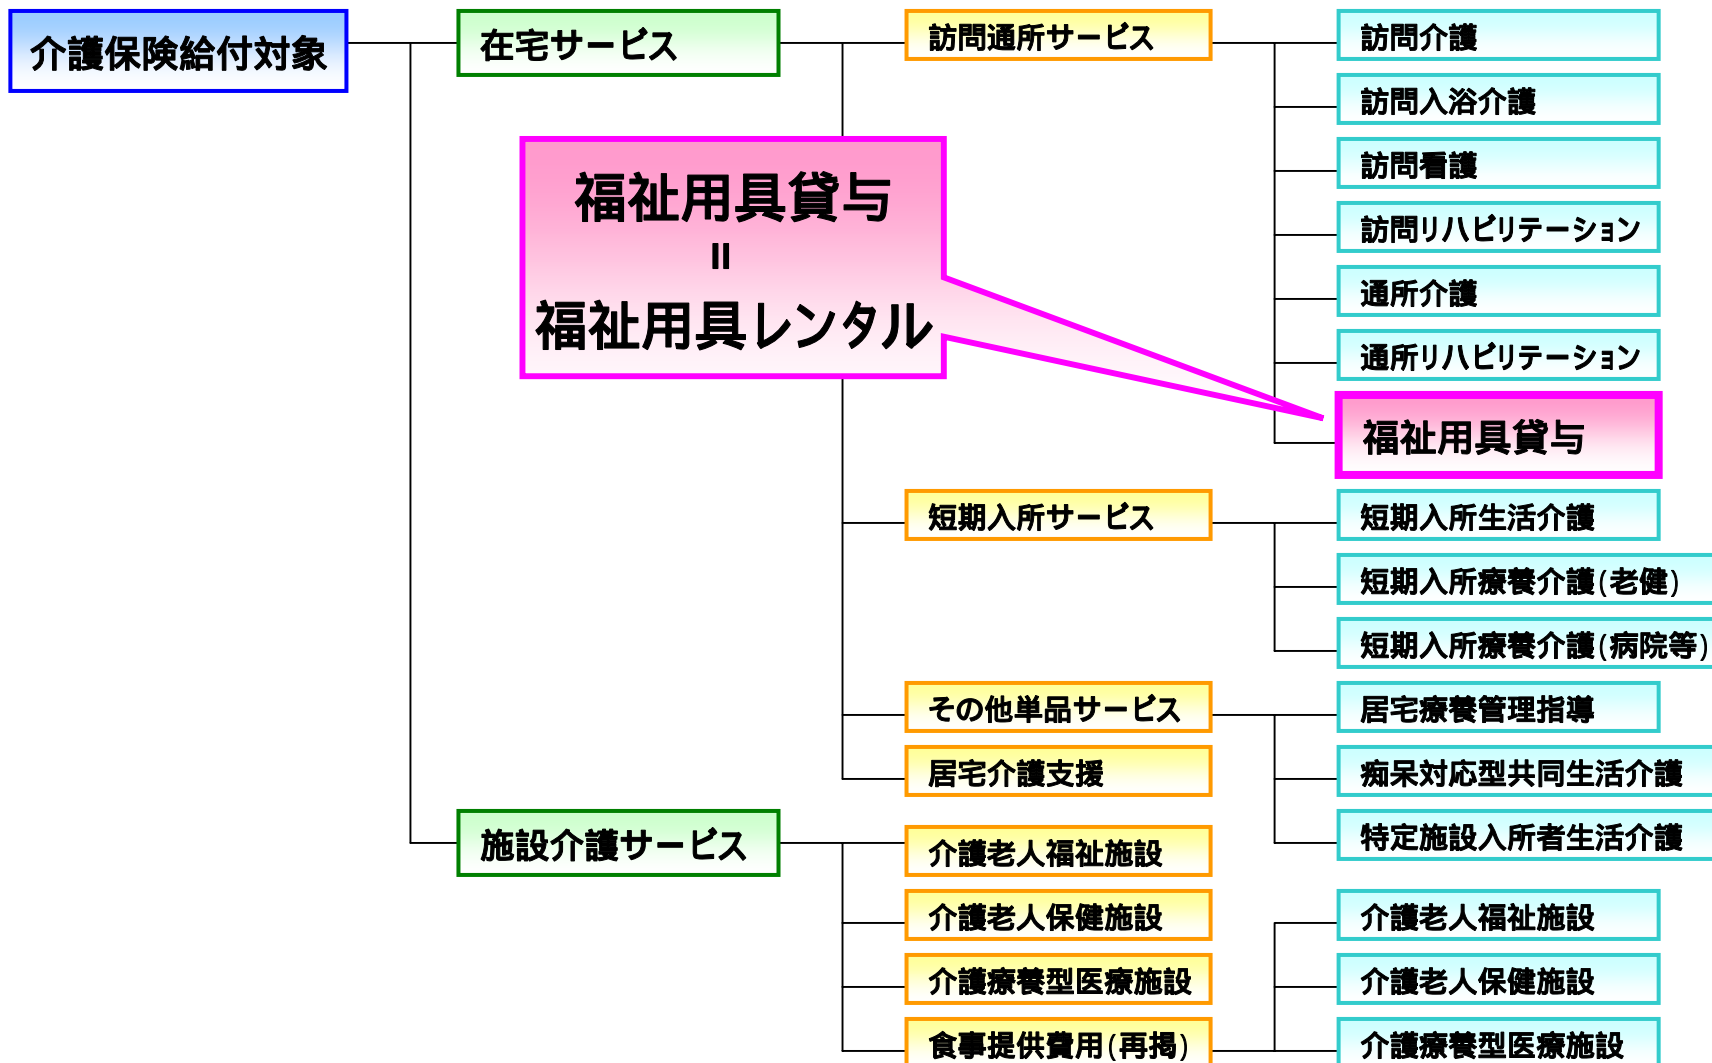 介護保険給付対象
在宅サービス
訪問通所サービス
訪問介護
訪問入浴介護
訪問看護
訪問リハビリテーション
通所介護
通所リハビリテーション
福祉用具貸与
福祉用具貸与
=
福祉用具レンタル
短期入所サービス
短期入所生活介護
短期入所療養介護(老健)
短期入所療養介護(病院等)
その他単品サービス
居宅療養管理指導
痴呆対応型共同生活介護
特定施設入所者生活介護
居宅介護支援
施設介護サービス
介護老人福祉施設
介護老人保健施設
介護療養型医療施設
食事提供費用(再掲)
介護老人福祉施設
介護老人保健施設
介護療養型医療施設